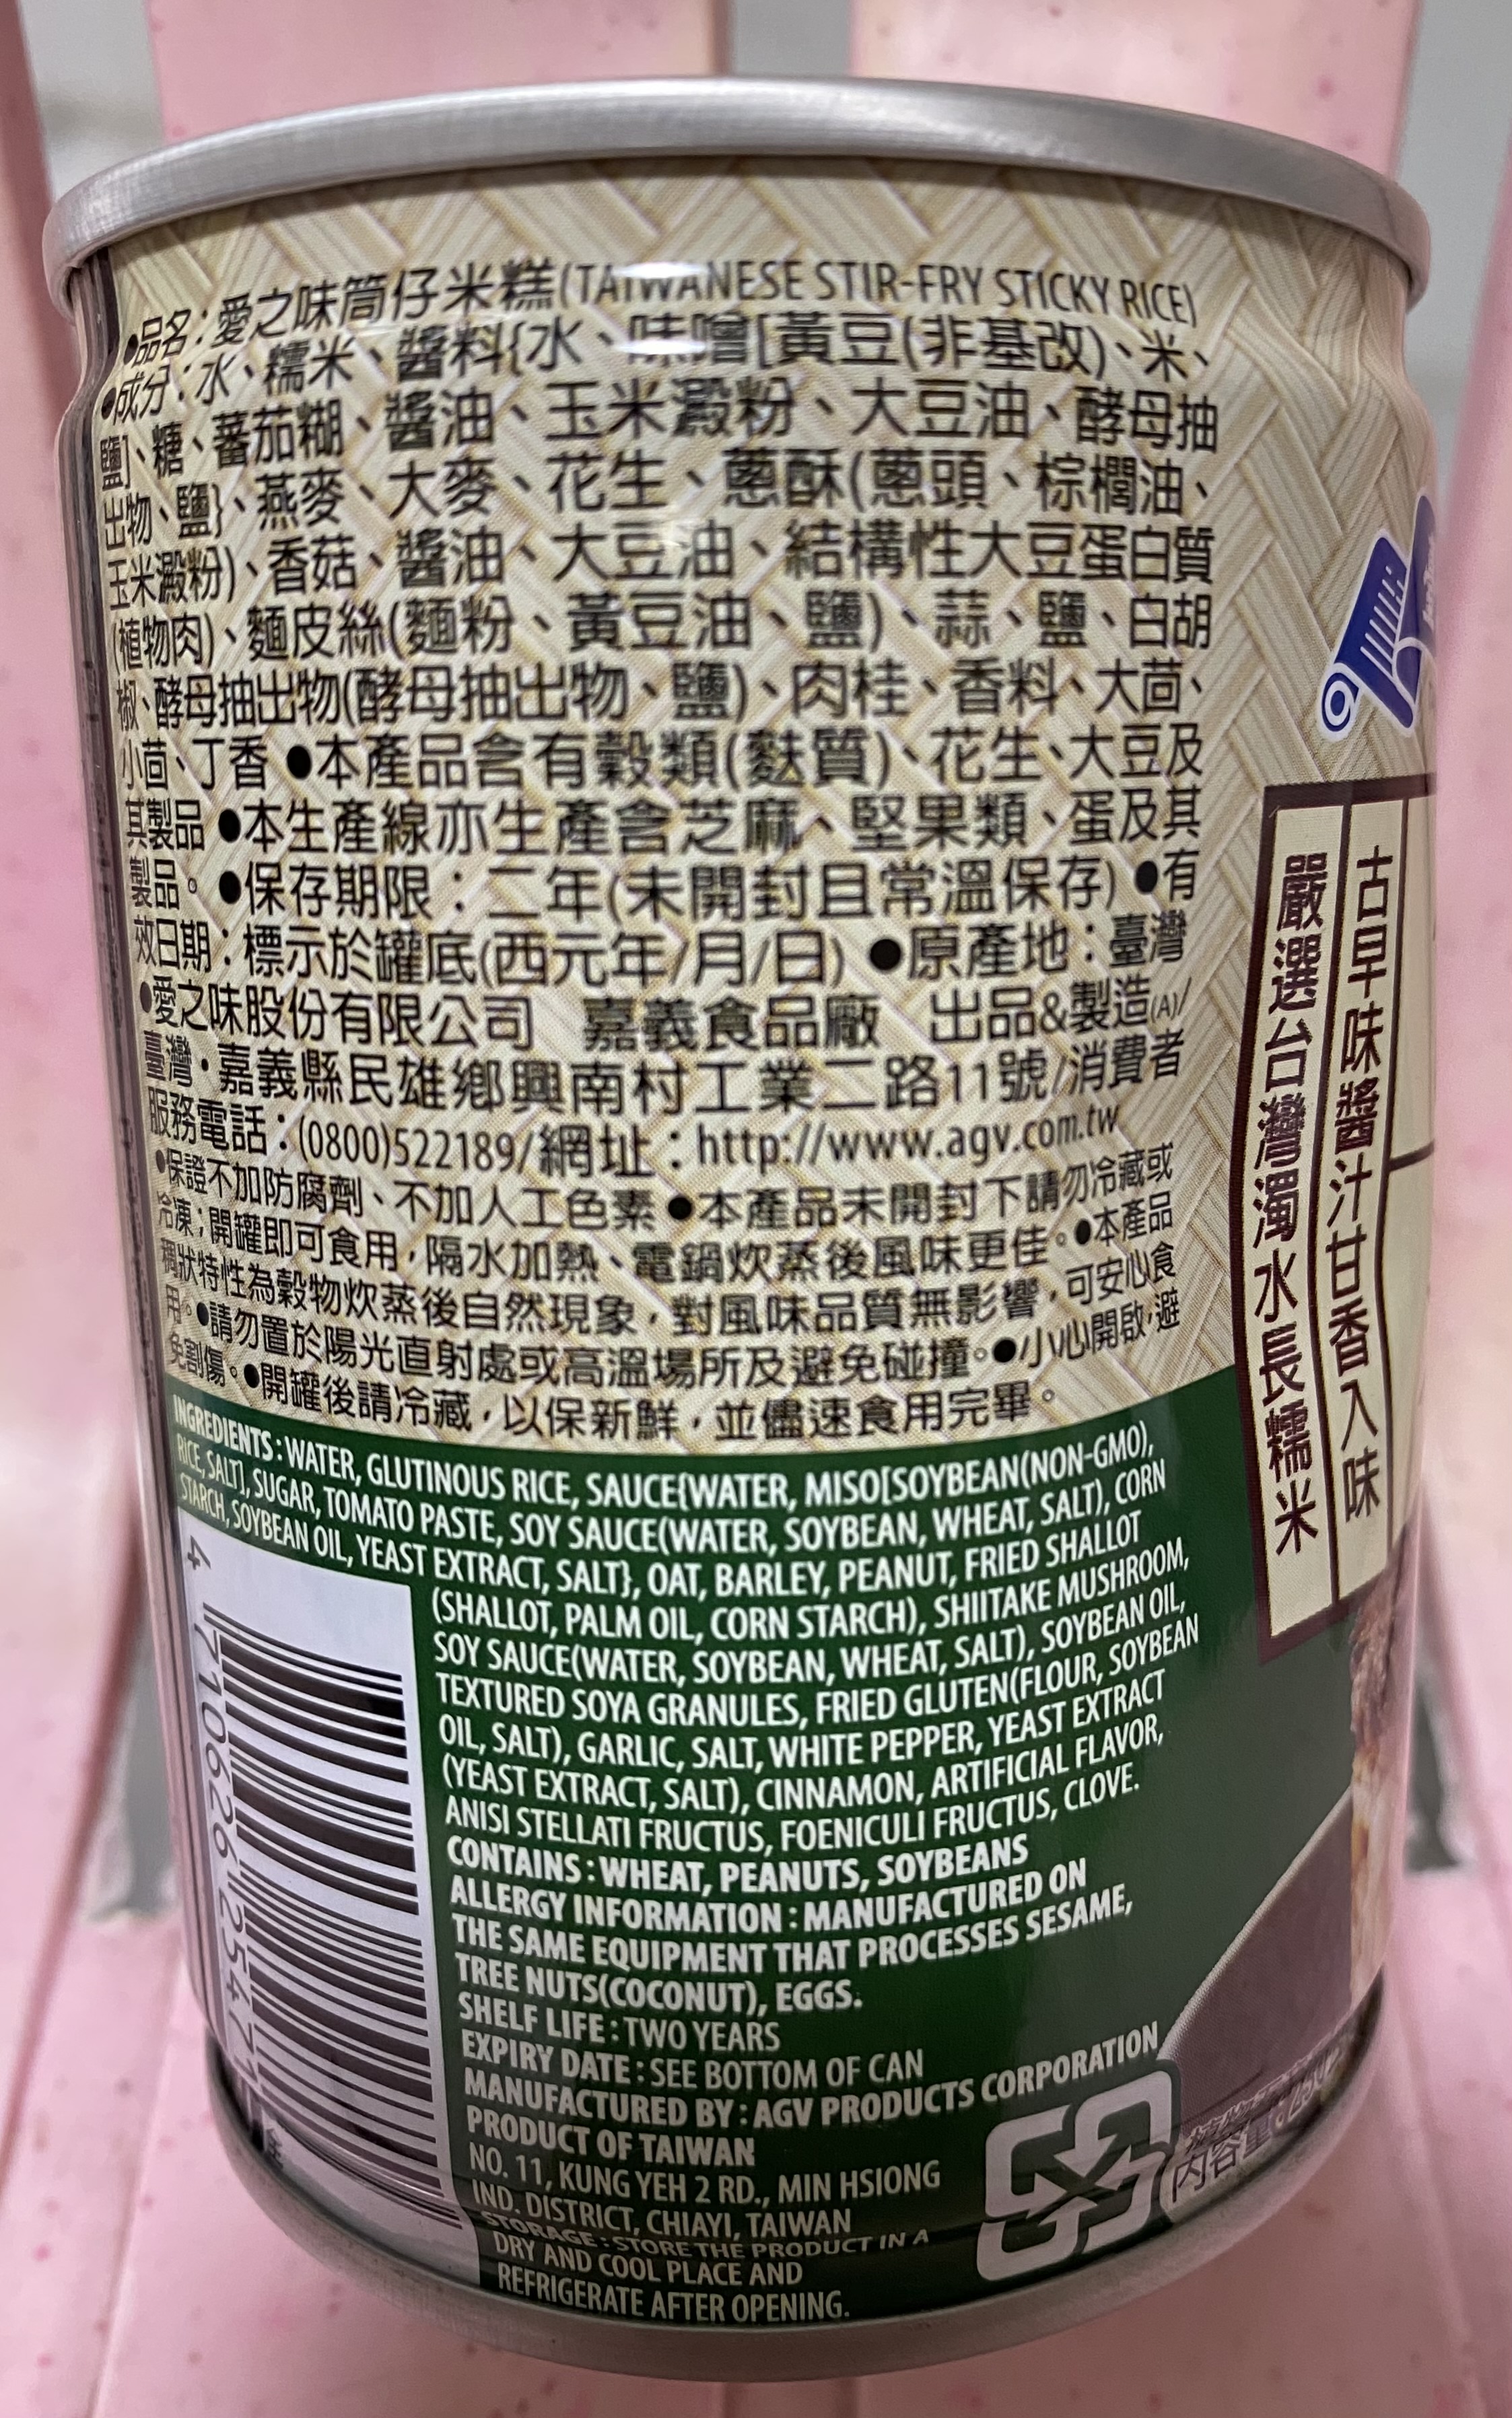 ●品名：愛之味筒仔米糕(TAIWANESE STIR-FRY STICKY RICE)
●成分：水、糯米、醬料{水、味噌[黃豆(非基改)、米、
鹽]、糖、蕃茄糊、醬油、玉米澱粉、大豆油、酵母抽
出物、鹽}、燕麥、大麥、花生、蔥酥(蔥頭、棕櫚油、
玉米澱粉)、香菇、醬油、大豆油、結構性大豆蛋白質
(植物肉)、麵皮絲(麵粉、黃豆油、鹽)、蒜、鹽、白胡
椒、酵母抽出物(酵母抽出物、鹽)、肉桂、香料、大茴、
小茴、丁香 ●本產品含有穀類(麩質)、花生、大豆及
其製品 ●本生產線亦生產含芝麻、堅果類、蛋及其
製品。●保存期限：二年(未開封且常溫保存) ●有
效日期：標示於罐底(西元年/月/日) ●原產地：臺灣
●愛之味股份有限公司 嘉義食品廠 出品&製造(A)/
臺灣・嘉義縣民雄鄉興南村工業二路11號/消費者
服務電話：(0800)522189/網址：http://www.agv.com.tw
●保證不加防腐劑、不加人工色素 ●本產品未開封下請勿冷藏或
冷凍；開罐即可食用，隔水加熱、電鍋炊蒸後風味更佳。●本產品
稠狀特性為穀物炊蒸後自然現象，對風味品質無影響，可安心食
用。●請勿置於陽光直射處或高溫場所及避免碰撞。●小心開啟，避
免割傷。●開罐後請冷藏，以保新鮮，並儘速食用完畢。
INGREDIENTS：WATER, GLUTINOUS RICE, SAUCE{WATER, MISO[SOYBEAN(NON-GMO),
RICE, SALT], SUGAR, TOMATO PASTE, SOY SAUCE(WATER, SOYBEAN, WHEAT, SALT), CORN
STARCH, SOYBEAN OIL, YEAST EXTRACT, SALT}, OAT, BARLEY, PEANUT, FRIED SHALLOT
(SHALLOT, PALM OIL, CORN STARCH), SHIITAKE MUSHROOM,
SOY SAUCE(WATER, SOYBEAN, WHEAT, SALT), SOYBEAN OIL,
TEXTURED SOYA GRANULES, FRIED GLUTEN(FLOUR, SOYBEAN
OIL, SALT), GARLIC, SALT, WHITE PEPPER, YEAST EXTRACT
(YEAST EXTRACT, SALT), CINNAMON, ARTIFICIAL FLAVOR,
ANISI STELLATI FRUCTUS, FOENICULI FRUCTUS, CLOVE.
CONTAINS：WHEAT, PEANUTS, SOYBEANS
ALLERGY INFORMATION：MANUFACTURED ON
THE SAME EQUIPMENT THAT PROCESSES SESAME,
TREE NUTS(COCONUT), EGGS.
SHELF LIFE：TWO YEARS
EXPIRY DATE：SEE BOTTOM OF CAN
MANUFACTURED BY：AGV PRODUCTS CORPORATION
PRODUCT OF TAIWAN
NO. 11, KUNG YEH 2 RD., MIN HSIONG
IND. DISTRICT, CHIAYI, TAIWAN
STORAGE：STORE THE PRODUCT IN A
DRY AND COOL PLACE AND
REFRIGERATE AFTER OPENING.
4 710626 25471
古早味醬汁甘香入味
嚴選台灣濁水長糯米
內容量：